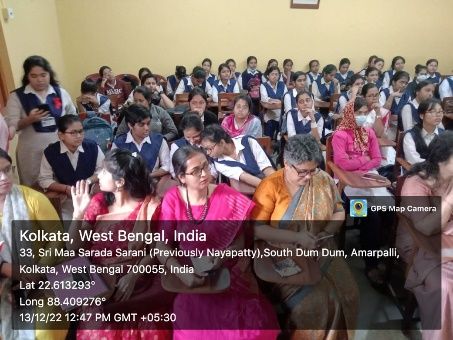 GPS Map Camera
Kolkata, West Bengal, India
33, Sri Maa Sarada Sarani (Previously Nayapatty),South Dum Dum, Amarpalli,
Kolkata, West Bengal 700055, India
Lat 22.613293°
Long 88.409276°
13/12/22 12:47 PM GMT +05:30